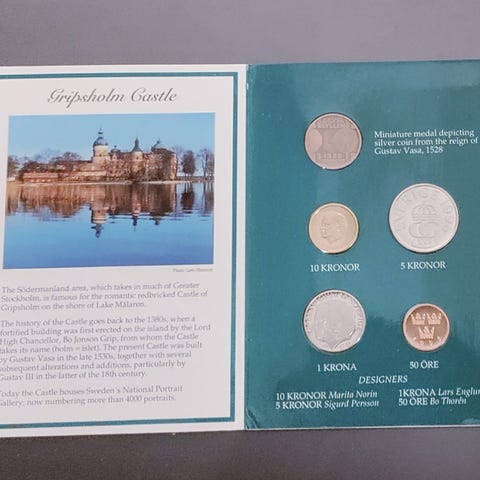 Gripsholm Castle
Photo: Lars
The Södermanland area, which takes in much of Greater
Stockholm, is famous for the romantic redbricked Castle of
Gripsholm on the shore of Lake Mälaren.
The history of the Castle goes back to the 1380s, when a
fortified building was first erected on the island by the Lord
High Chancellor, Bo Jonson Grip, from whom the Castle
takes its name (holm = islet). The present Castle was built
by Gustav Vasa in the late 1530s, together with several
subsequent alterations and additions, particularly by
Gustav III in the latter of the 18th century.
Today the Castle houses Sweden´s National Portrait
Gallery, now numbering more than 4000 portraits.
Miniature medal depicting
silver coin from the reign of
Gustav Vasa, 1528
SVERIGE
10 KRONOR
5 KRONOR
1 KRONA
50 ÖRE
DESIGNERS
10 KRONOR Marita Norin
5 KRONOR Sigurd Persson
1 KRONA Lars Englund
50 ÖRE Bo Thorén